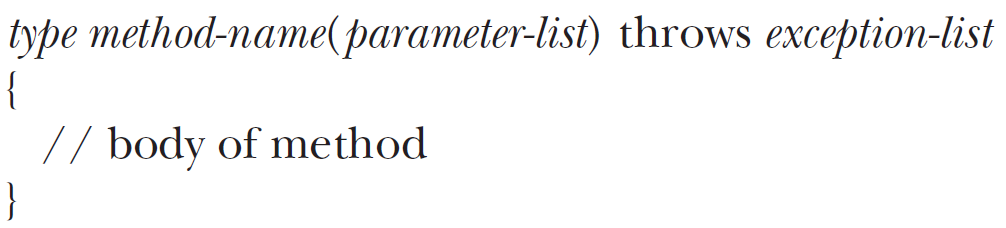 type method-name(parameter-list) throws exception-list
{
// body of method
}